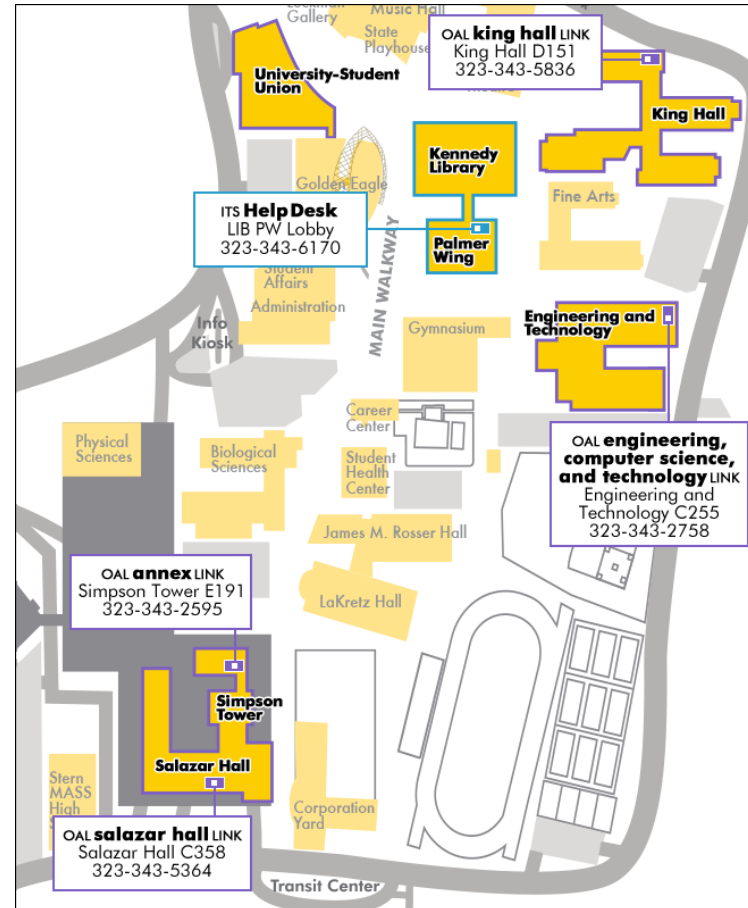 Gallery
Music Hall
State
Playhouse
OAL king hall LINK
King Hall D151
323-343-5836
University-Student
Union
King Hall
Kennedy
Library
Golden Eagle
Fine Arts
ITS Help Desk
LIB PW Lobby
323-343-6170
Palmer
Wing
MAIN WALKWAY
Student
Affairs
Administration
Info
Kiosk
Engineering and
Technology
Gymnasium
Career
Center
Physical
Sciences
Biological
Sciences
Student
Health
Center
OAL engineering,
computer science,
and technology LINK
Engineering and
Technology C255
323-343-2758
James M. Rosser Hall
OAL annex LINK
Simpson Tower E191
323-343-2595
LaKretz Hall
Simpson
Tower
Salazar Hall
Stern
MASS
High
Corporation
Yard
OAL salazar hall LINK
Salazar Hall C358
323-343-5364
Transit Center